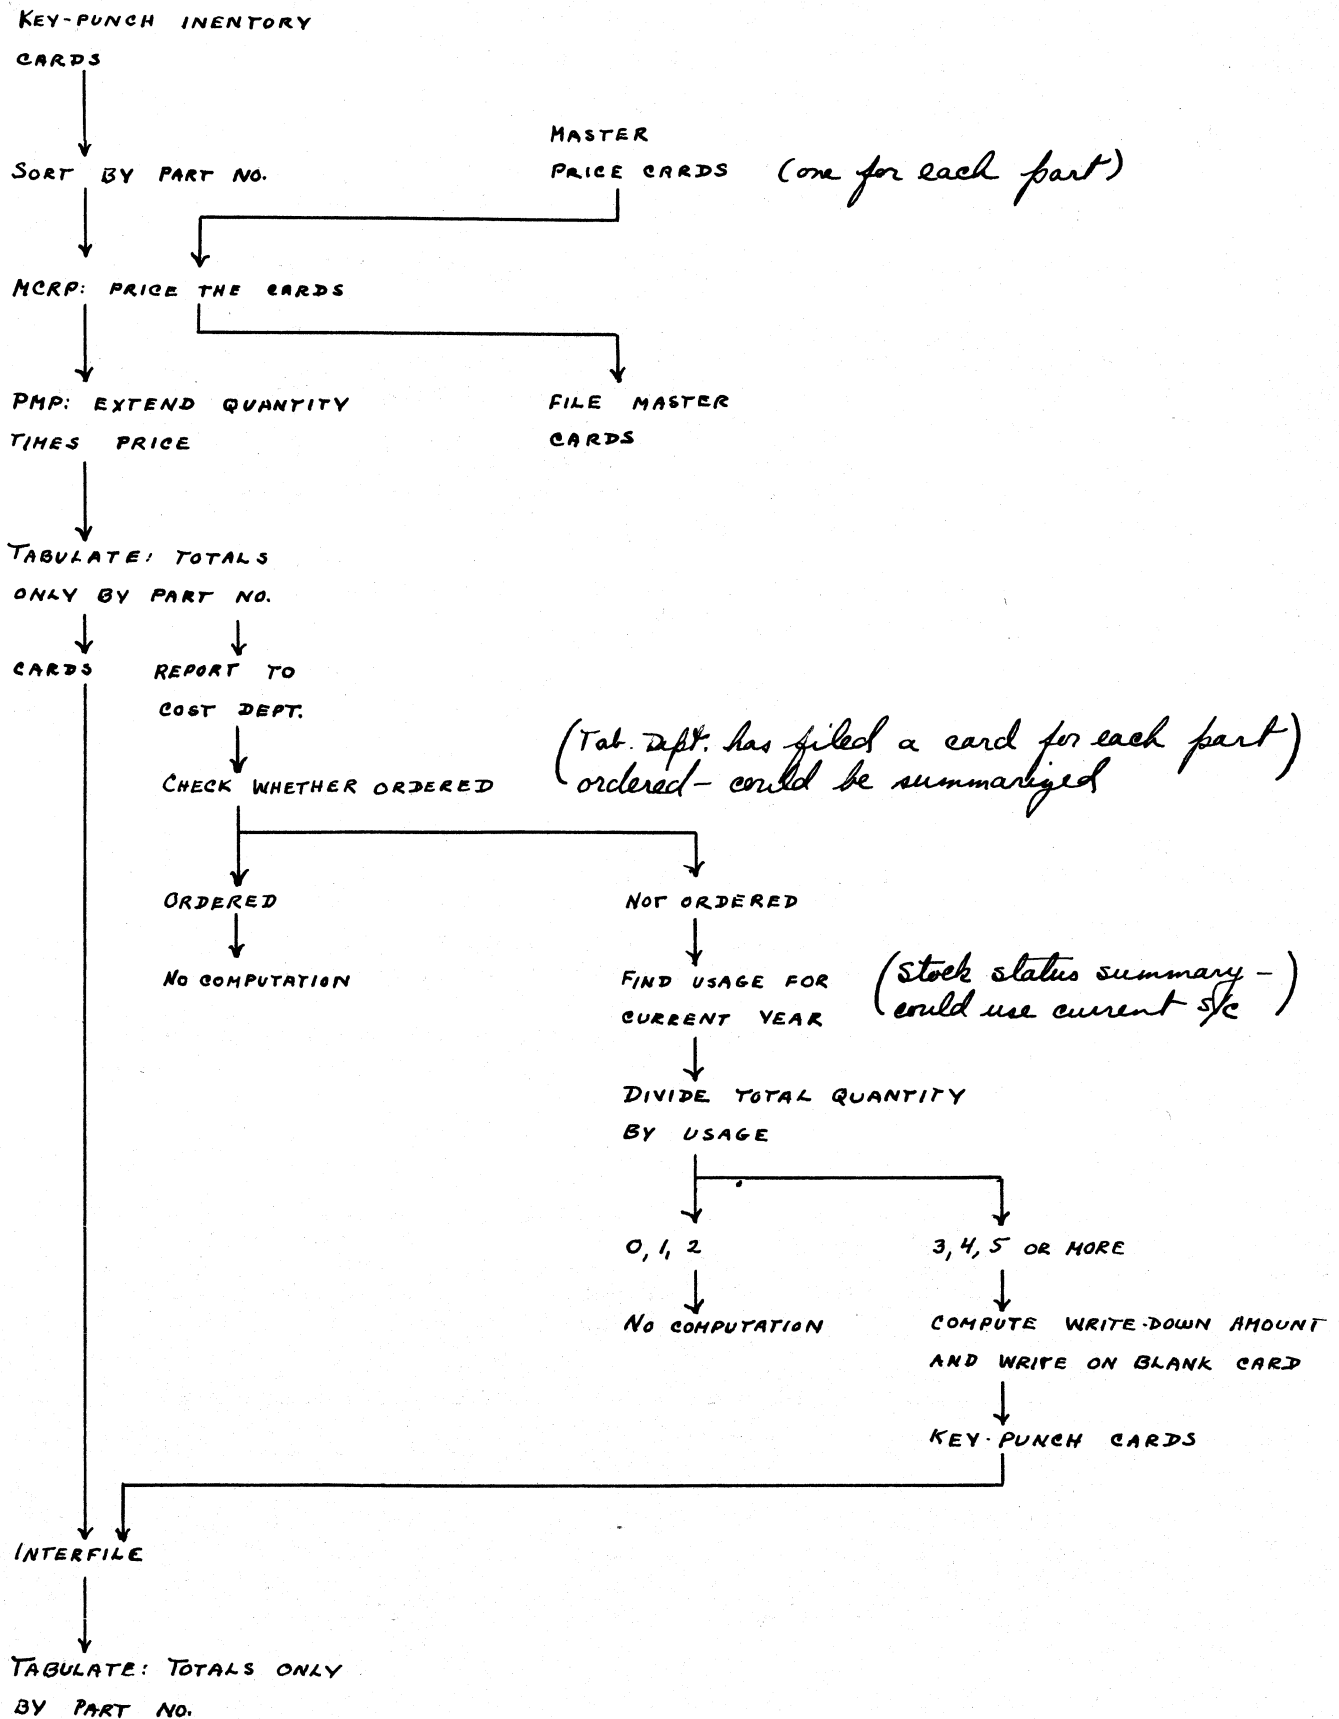 KEY-PUNCH INENTORY
CARDS
MASTER
SORT BY PART NO.
PRICE CARDS (one for each part)
MCRP: PRICE THE CARDS
PMP: EXTEND QUANTITY
TIMES PRICE
FILE MASTER
CARDS
TABULATE: TOTALS
ONLY BY PART NO.
CARDS
REPORT TO
COST DEPT.
CHECK WHETHER ORDERED
(Tab. Dept. has filed a card for each part
ordered - could be summarized)
ORDERED
NO COMPUTATION
NOT ORDERED
FIND USAGE FOR
CURRENT YEAR
(Stock status summary -
could use current S/C)
DIVIDE TOTAL QUANTITY
BY USAGE
0, 1, 2
NO COMPUTATION
3, 4, 5 OR MORE
COMPUTE WRITE-DOWN AMOUNT
AND WRITE ON BLANK CARD
KEY-PUNCH CARDS
INTERFILE
TABULATE: TOTALS ONLY
BY PART NO.